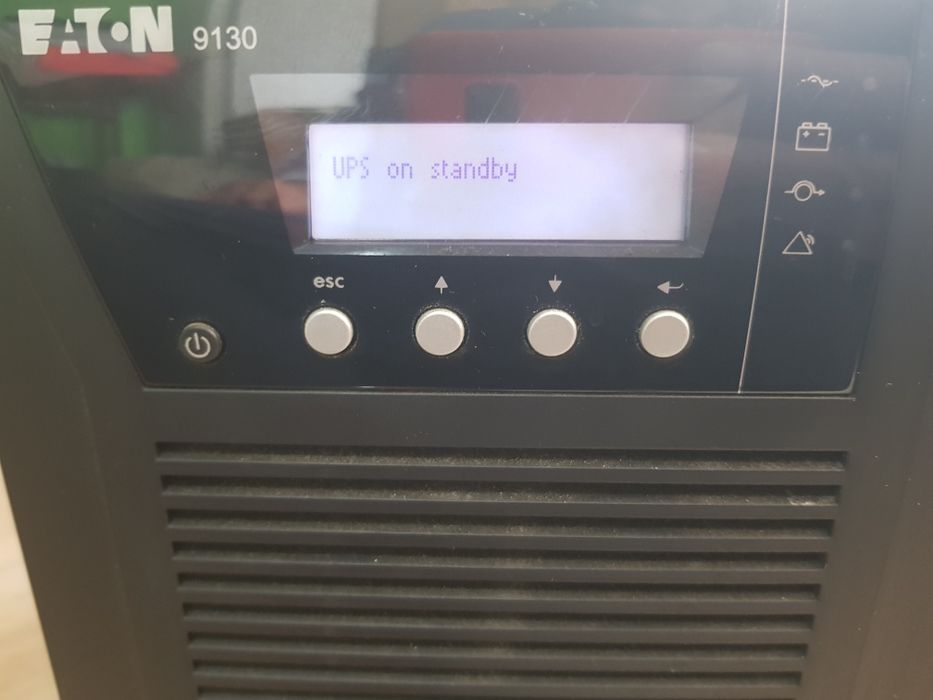 EATON 9130
UPS on standby
esc